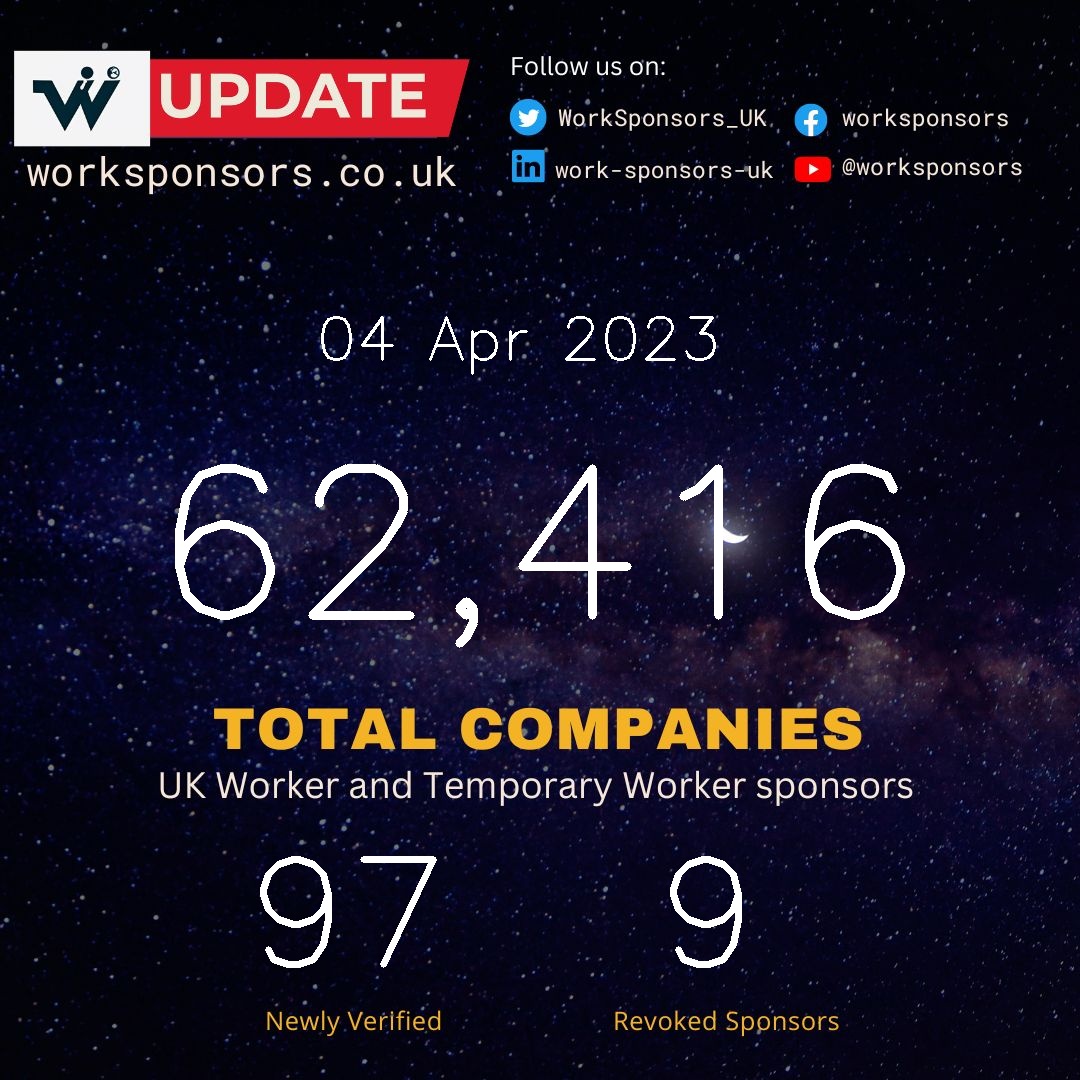 W UPDATE
worksponsors.co.uk
Follow us on:
WorkSponsors_UK worksponsors
in work-sponsors-uk @worksponsors
04 Apr 2023
62,416
TOTAL COMPANIES
UK Worker and Temporary Worker sponsors
97 9
Newly Verified Revoked Sponsors